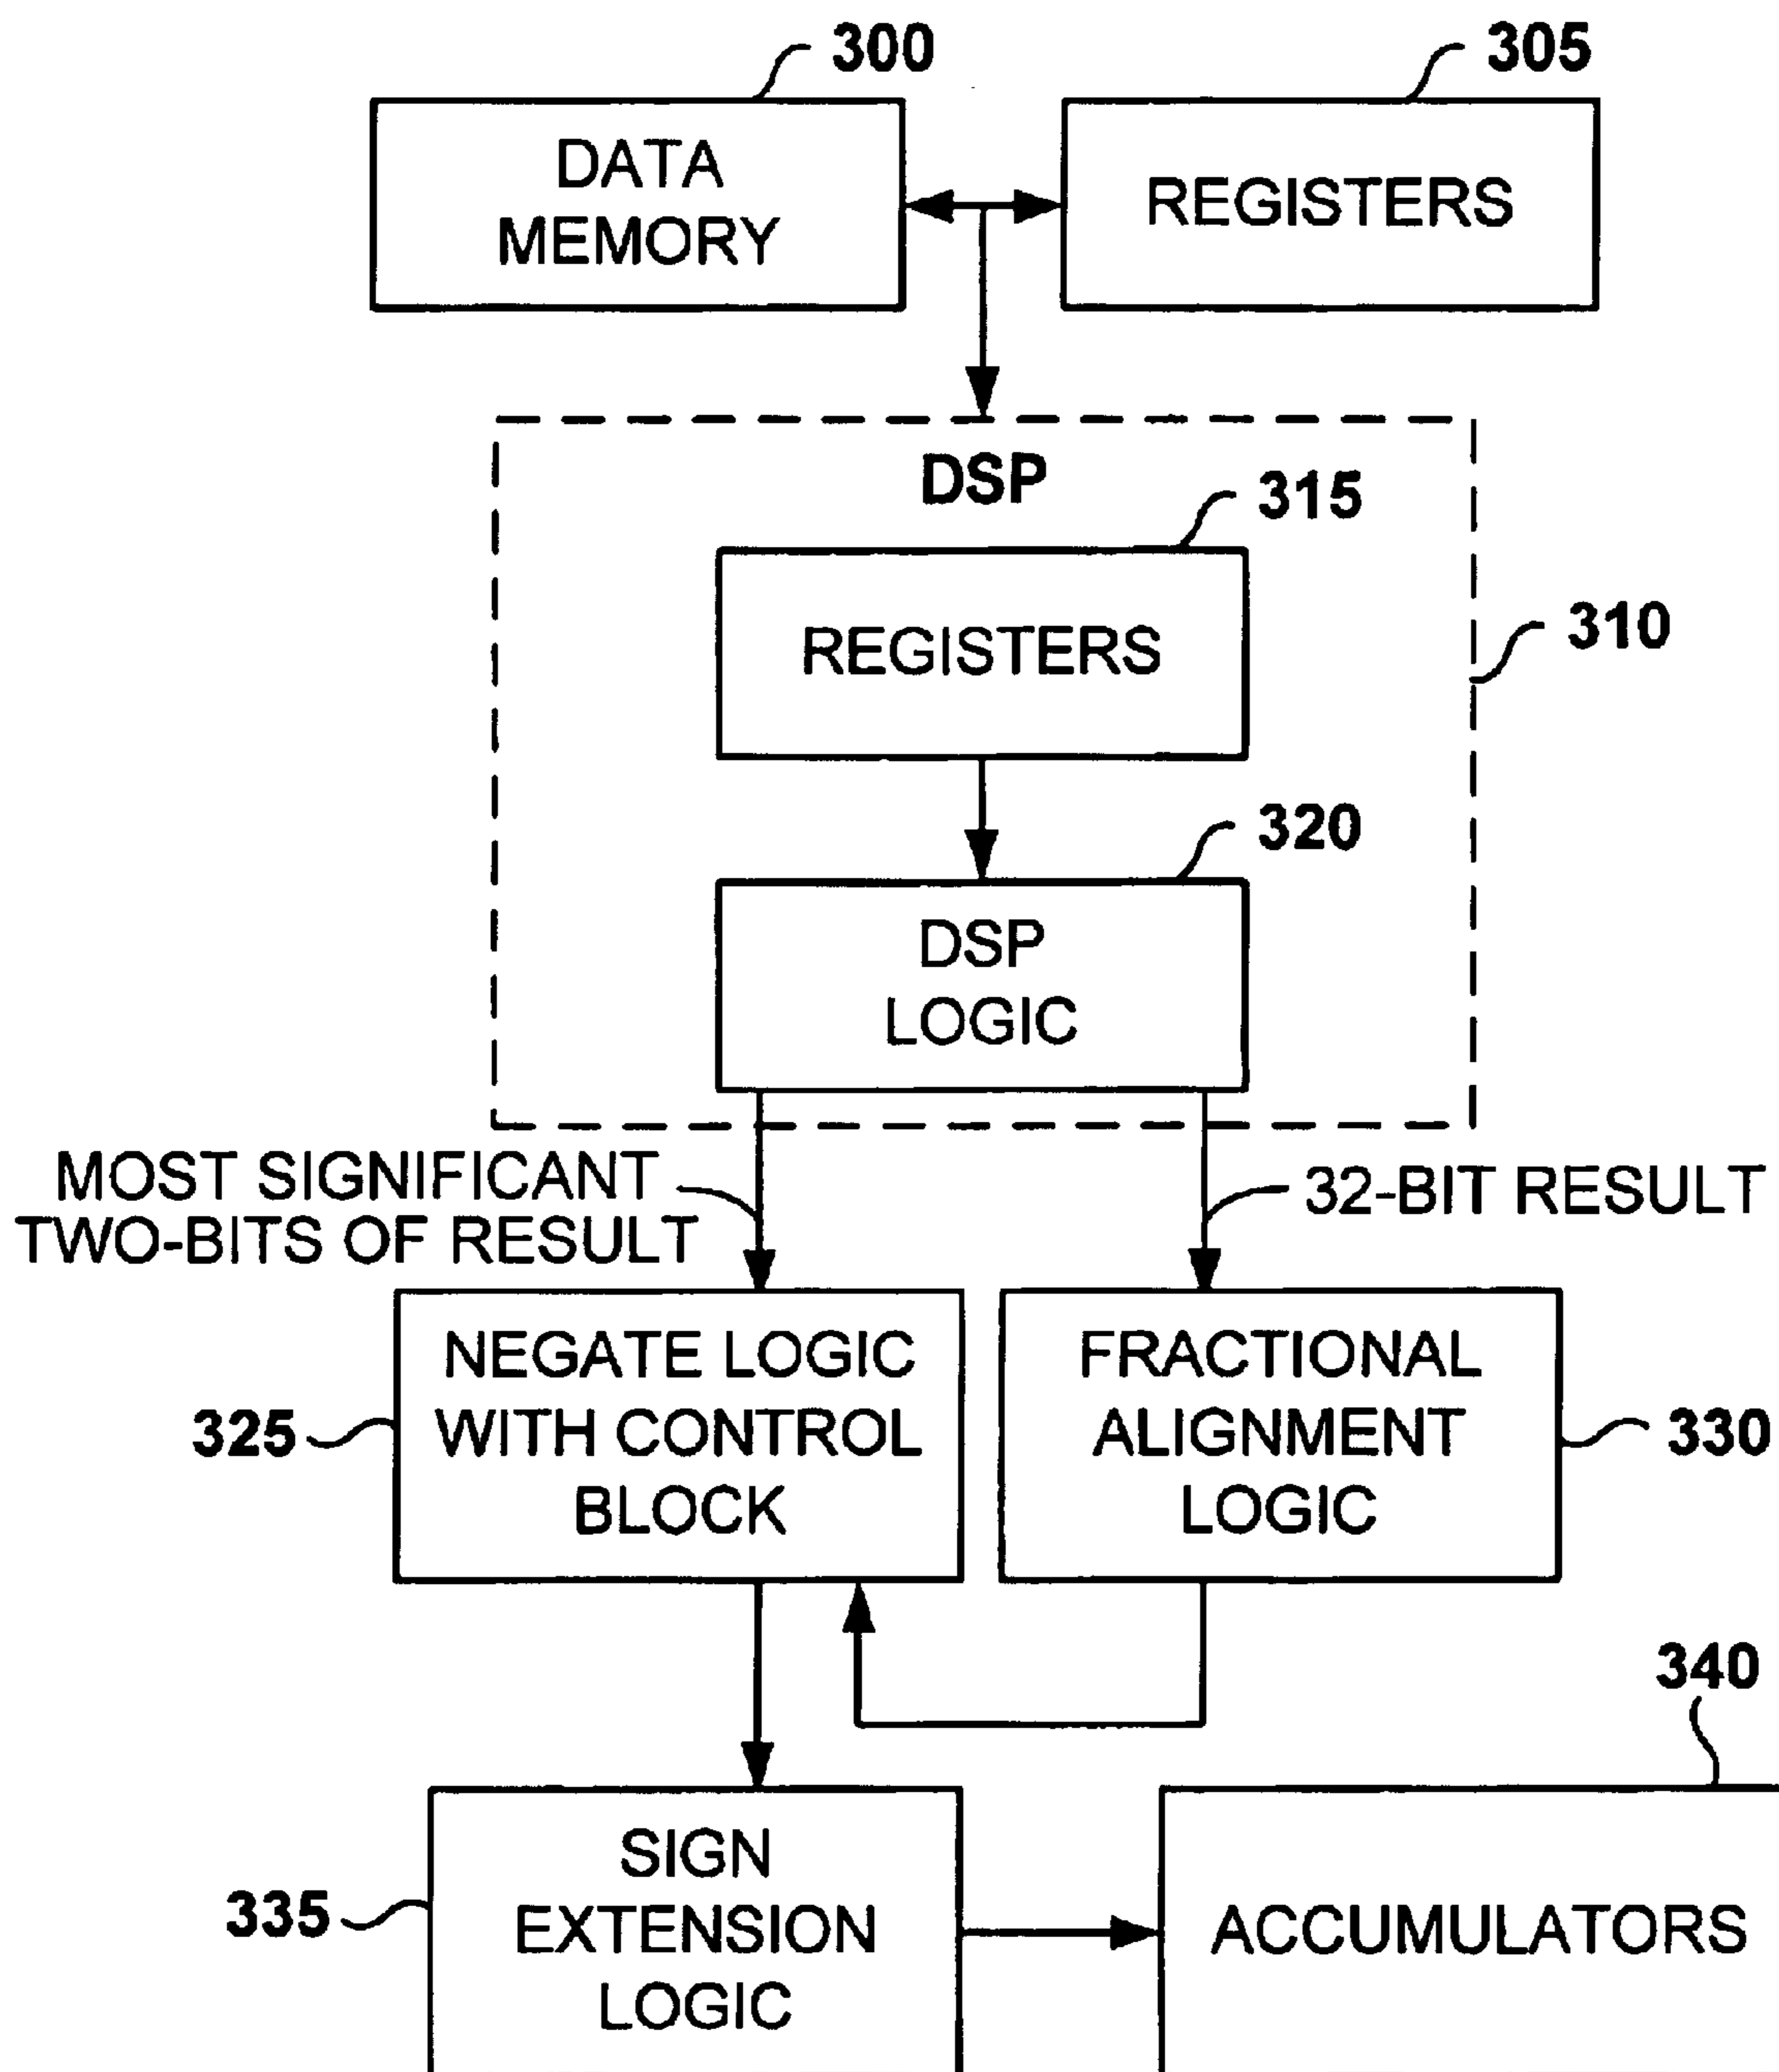 300
305
DATA
MEMORY
REGISTERS
DSP
315
REGISTERS
310
320
DSP
LOGIC
MOST SIGNIFICANT
TWO-BITS OF RESULT
32-BIT RESULT
NEGATE LOGIC
WITH CONTROL
BLOCK
325
FRACTIONAL
ALIGNMENT
LOGIC
330
340
SIGN
EXTENSION
LOGIC
335
ACCUMULATORS